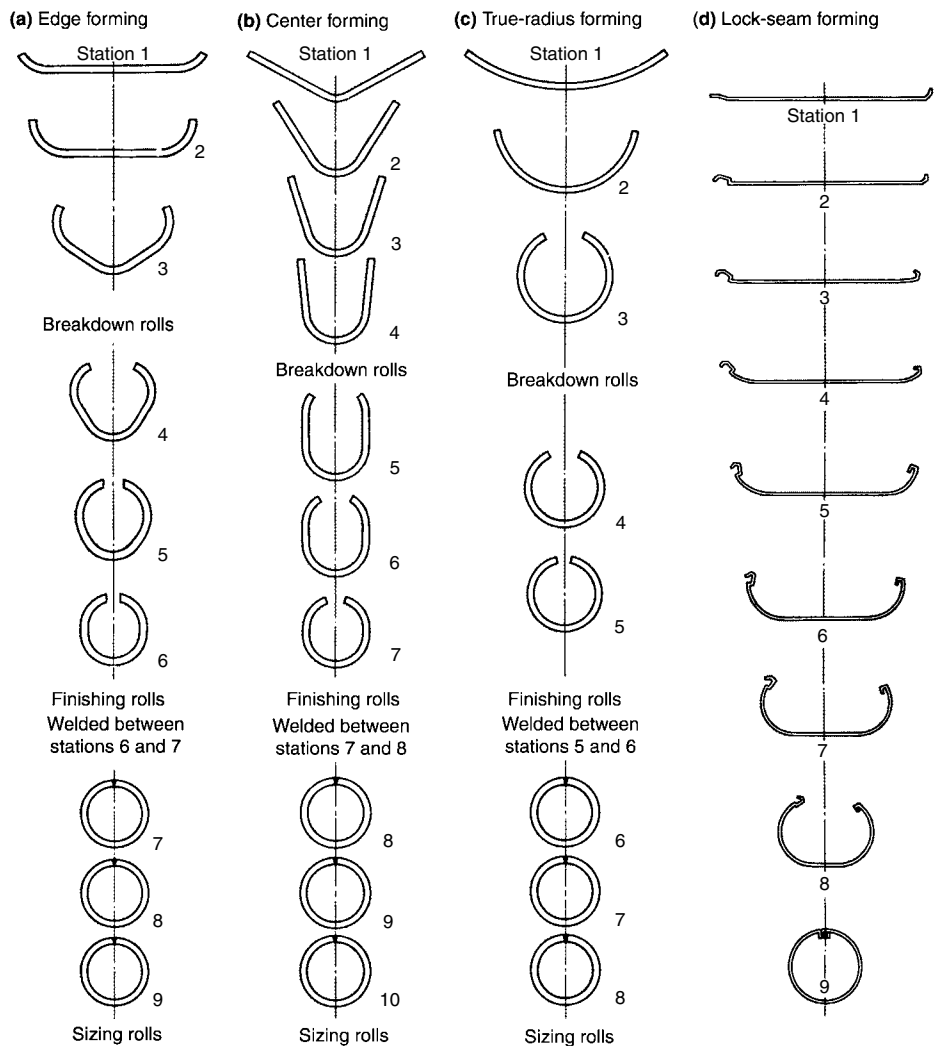 (a) Edge forming
Station 1
2
3
Breakdown rolls
4
5
6
Finishing rolls
Welded between
stations 6 and 7
7
8
9
Sizing rolls
(b) Center forming
Station 1
2
3
4
Breakdown rolls
5
6
7
Finishing rolls
Welded between
stations 7 and 8
8
9
10
Sizing rolls
(c) True-radius forming
Station 1
2
3
Breakdown rolls
4
5
Finishing rolls
Welded between
stations 5 and 6
6
7
8
Sizing rolls
(d) Lock-seam forming
Station 1
2
3
4
5
6
7
8
9